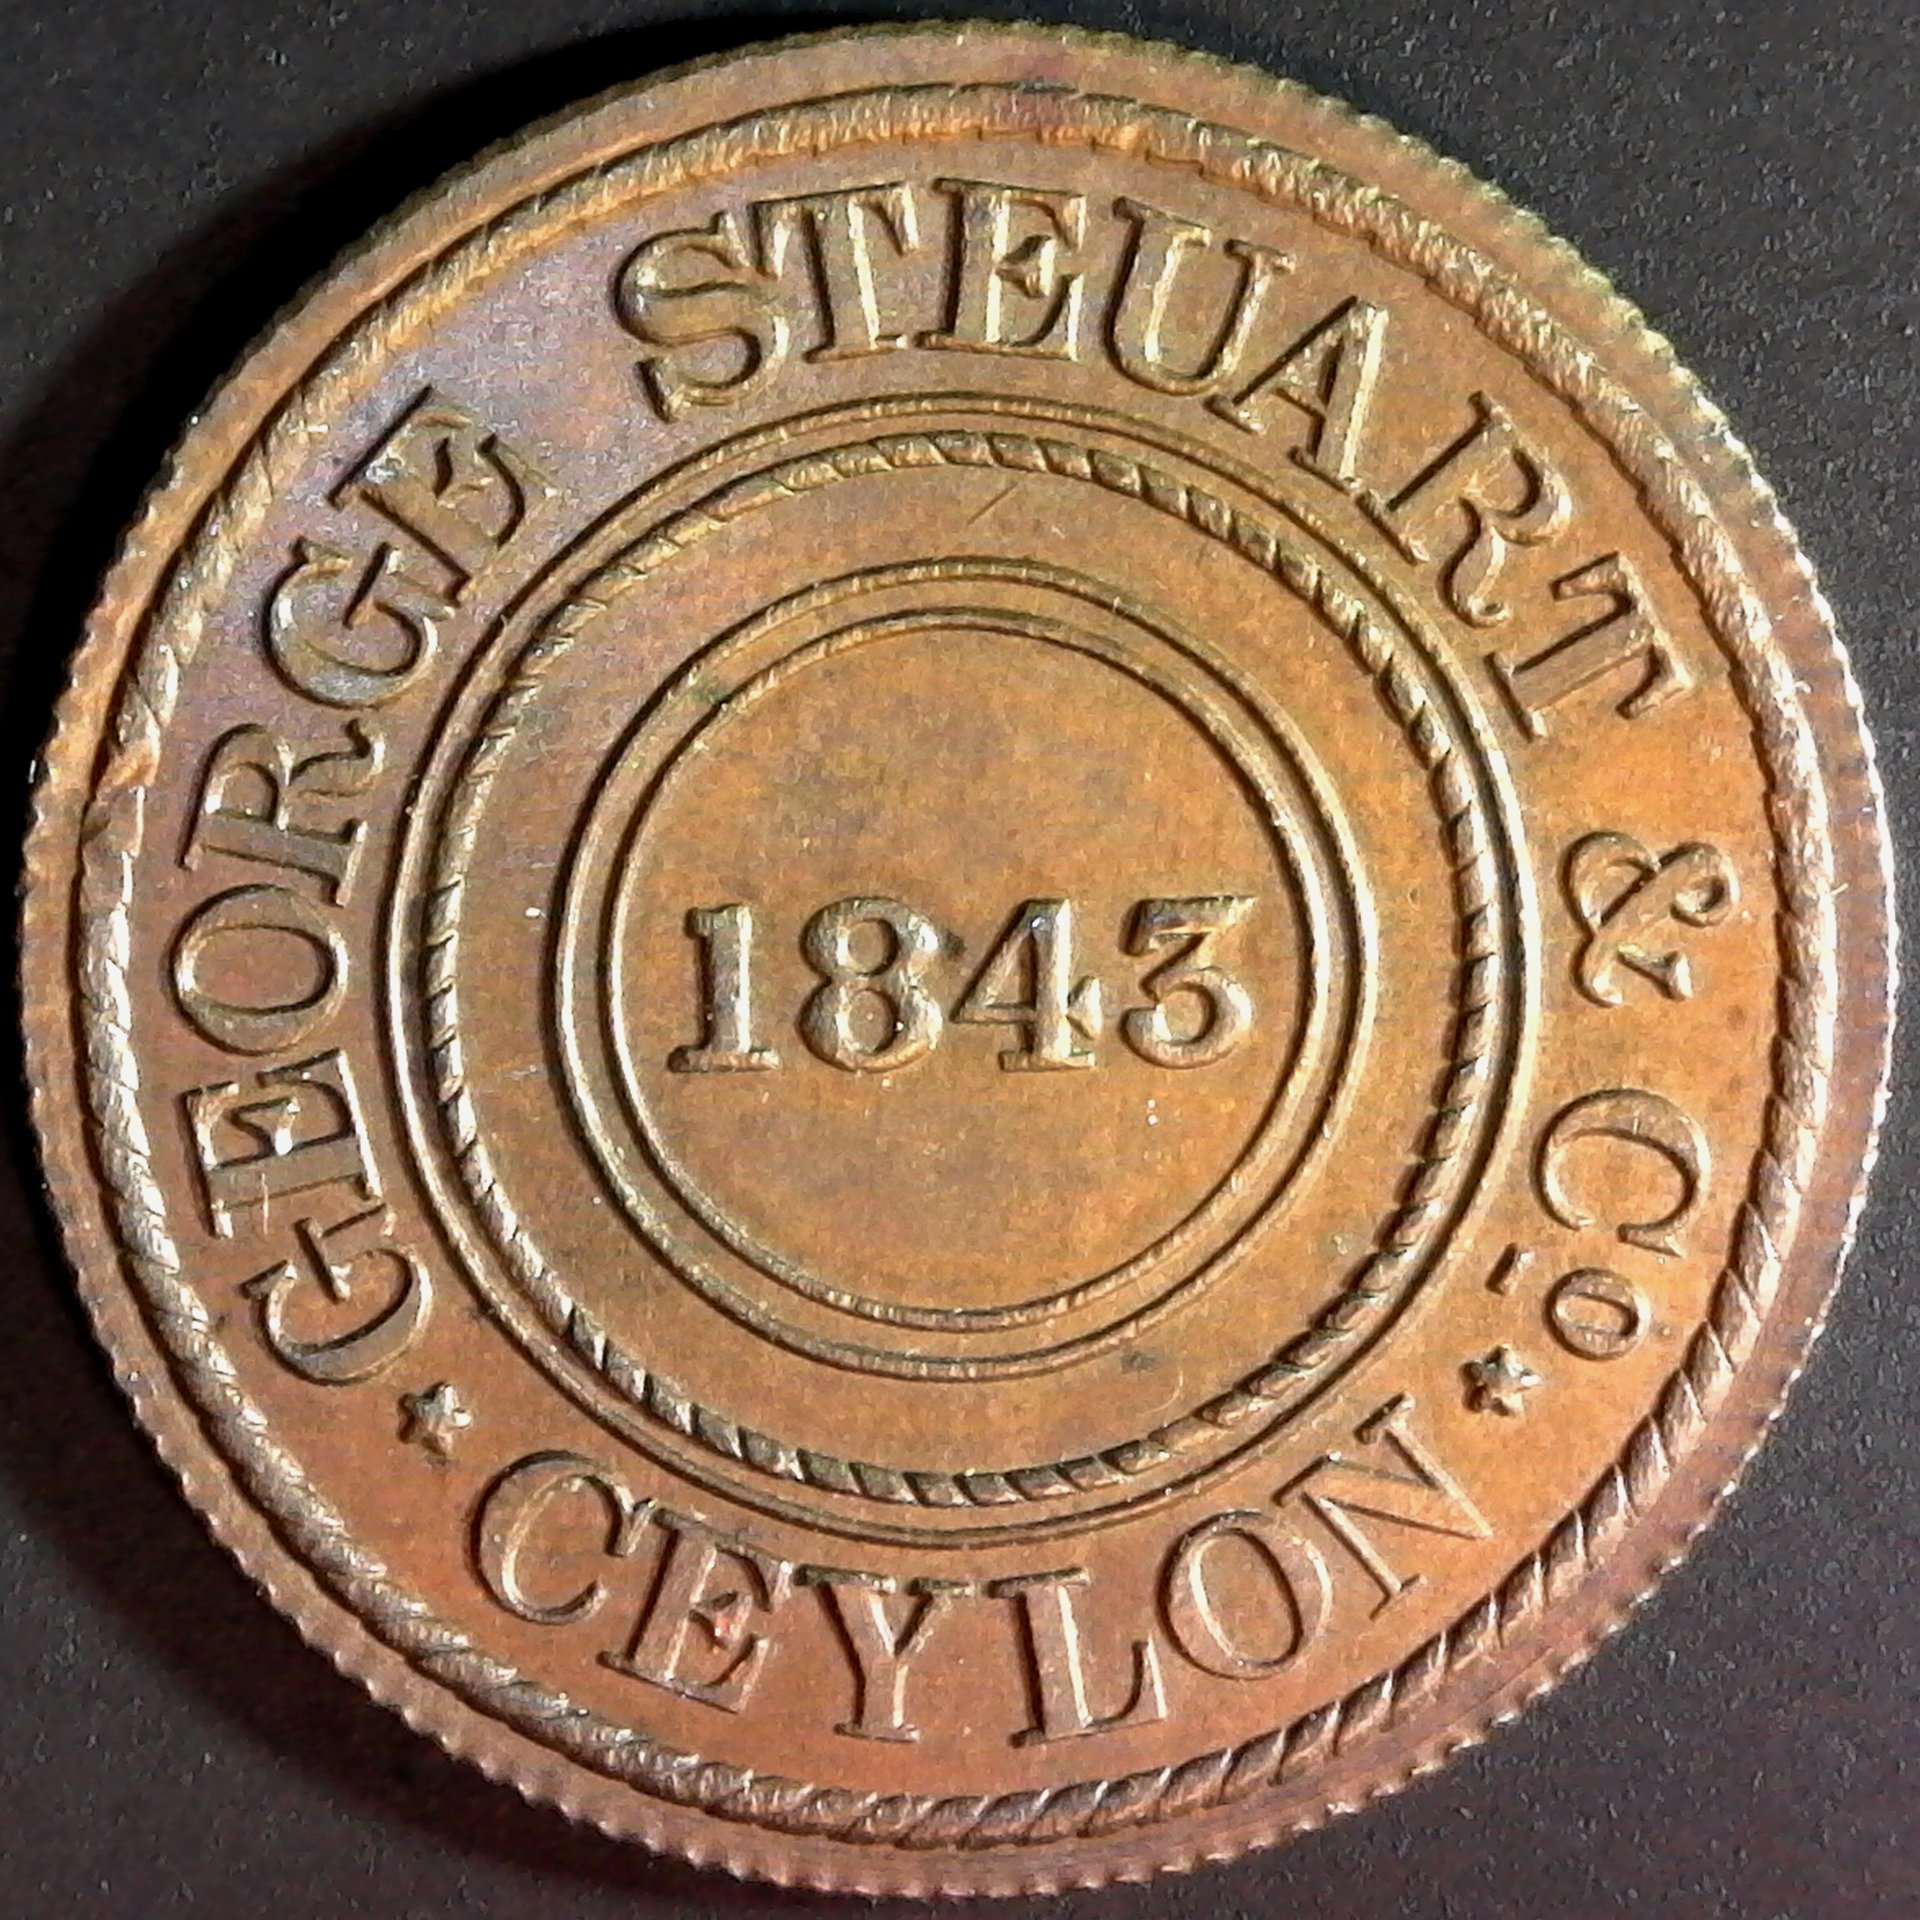 GEORGE STEUART & Co.
CEYLON
1843